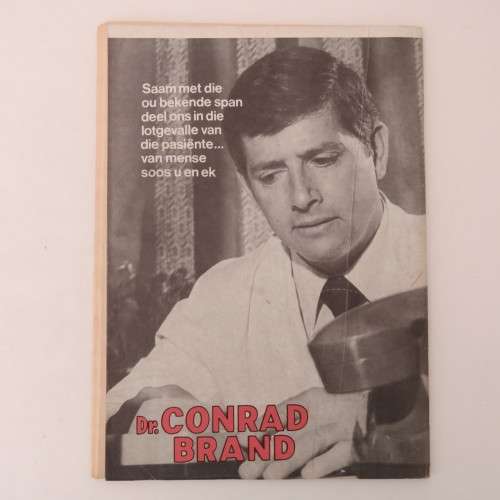 Saam met die
ou bekende span
deel ons in die
lotgevalle van
die pasiënte...
van mense
soos u en ek
Dr. CONRAD
BRAND